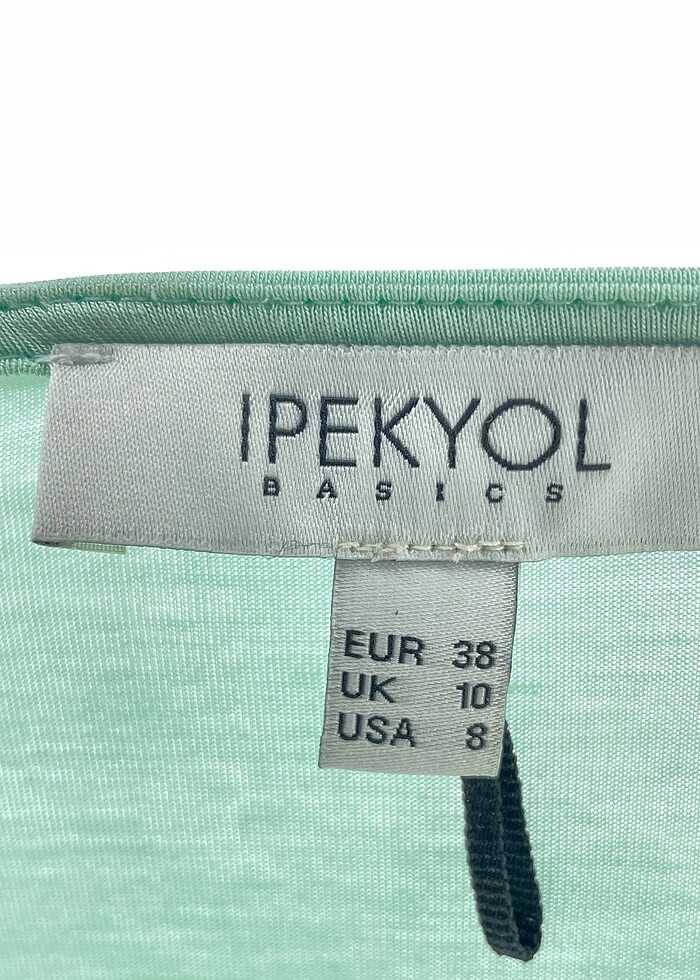 IPEKYOL
BASICS
EUR 38
UK 10
USA 8